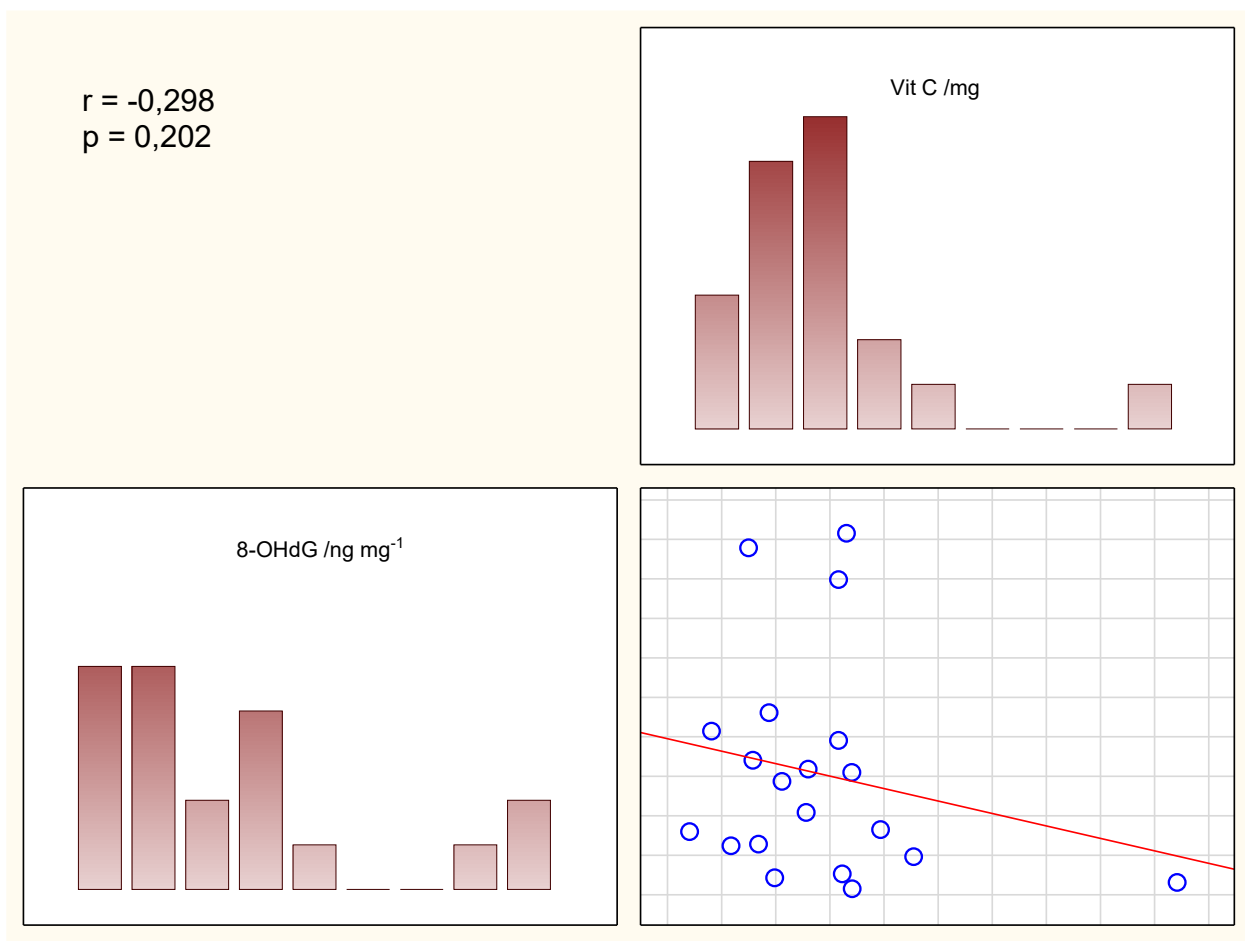 r = -0,298
p = 0,202
Vit C /mg
8-OHdG /ng mg⁻¹